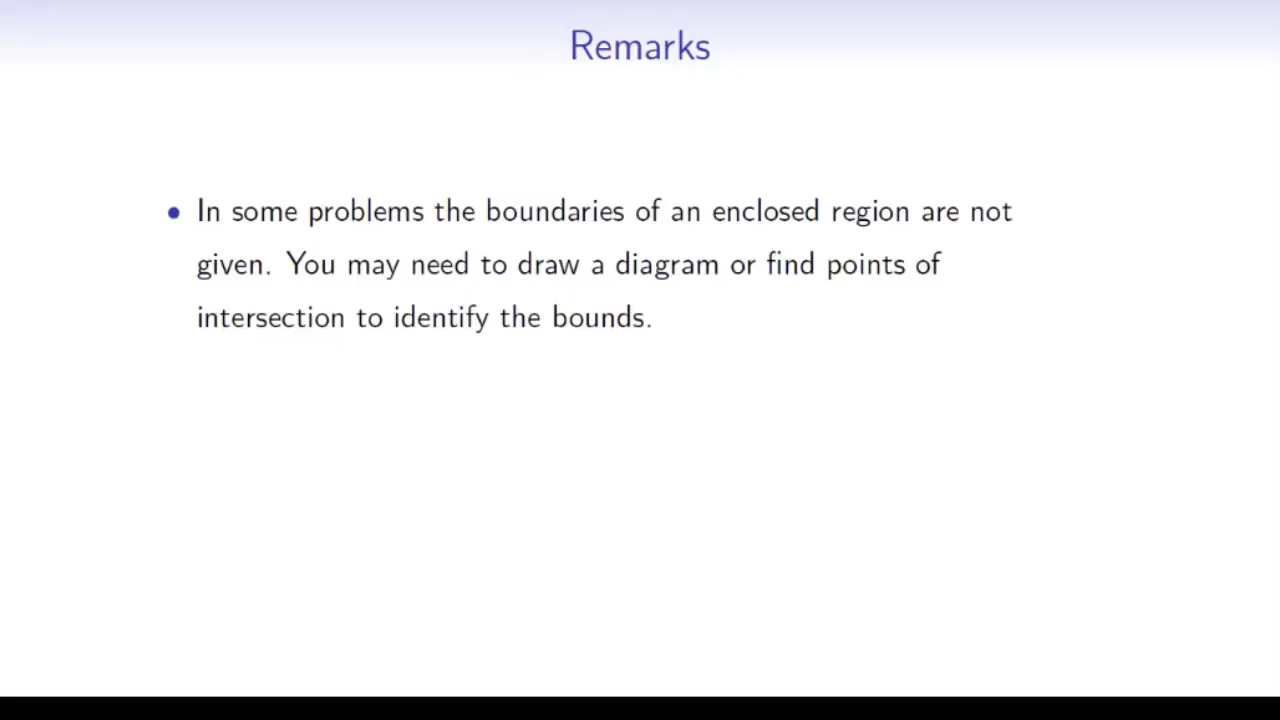 Remarks
• In some problems the boundaries of an enclosed region are not
given. You may need to draw a diagram or find points of
intersection to identify the bounds.